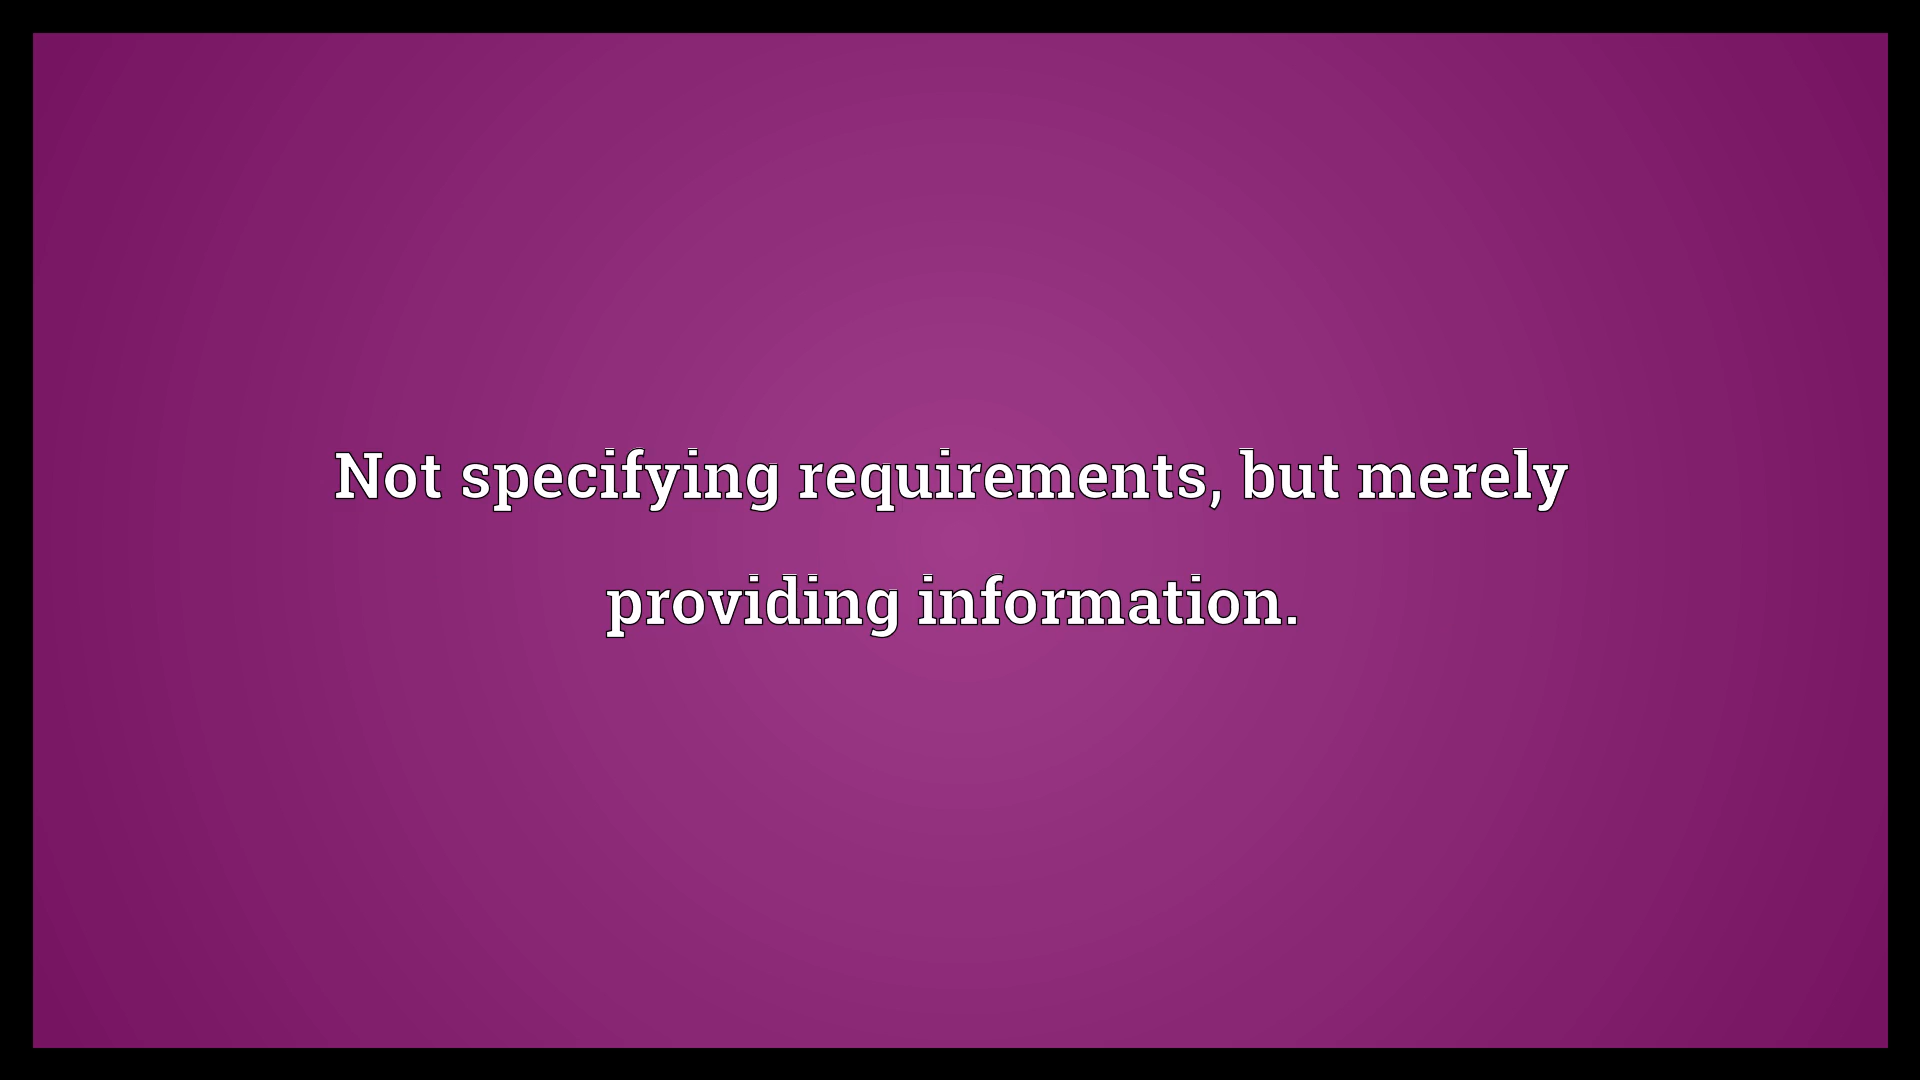 Not specifying requirements, but merely
providing information.